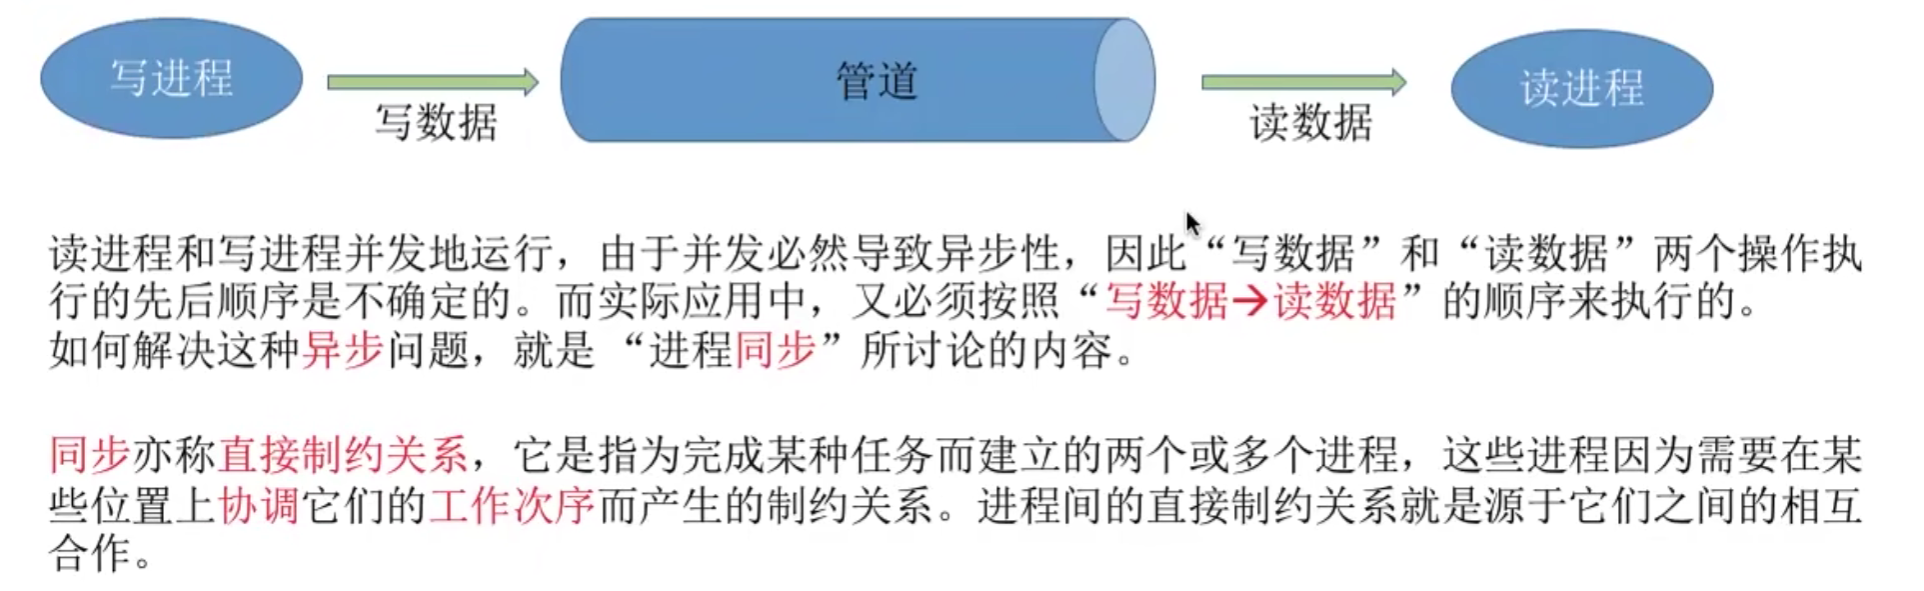 写进程
写数据
管道
读数据
读进程
读进程和写进程并发地运行，由于并发必然导致异步性，因此“写数据”和“读数据”两个操作执
行的先后顺序是不确定的。而实际应用中，又必须按照“写数据→读数据”的顺序来执行的。
如何解决这种异步问题，就是 “进程同步”所讨论的内容。
同步亦称直接制约关系，它是指为完成某种任务而建立的两个或多个进程，这些进程因为需要在某
些位置上协调它们的工作次序而产生的制约关系。进程间的直接制约关系就是源于它们之间的相互
合作。